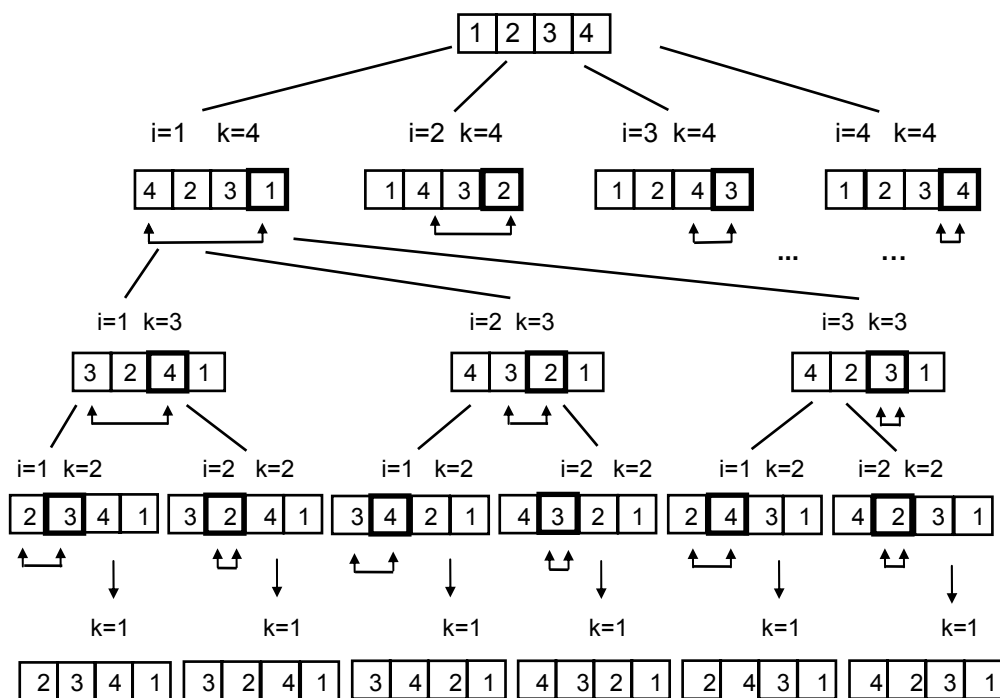 1 2 3 4
i=1 k=4 i=2 k=4 i=3 k=4 i=4 k=4
4 2 3 1 1 4 3 2 1 2 4 3 1 2 3 4
... ...
i=1 k=3 i=2 k=3 i=3 k=3
3 2 4 1 4 3 2 1 4 2 3 1
i=1 k=2 i=2 k=2 i=1 k=2 i=2 k=2 i=1 k=2 i=2 k=2
2 3 4 1 3 2 4 1 3 4 2 1 4 3 2 1 2 4 3 1 4 2 3 1
k=1 k=1 k=1 k=1 k=1 k=1
2 3 4 1 3 2 4 1 3 4 2 1 4 3 2 1 2 4 3 1 4 2 3 1